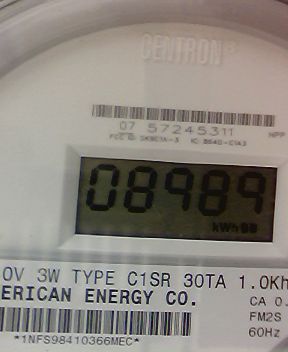 CENTRON®
07 57245311
NPP
08989
kWh
0V 3W TYPE C1SR 30TA 1.0Kh
ERICAN ENERGY CO.
CA 0.
FM2S
60Hz
*1NFS98410366MEC*